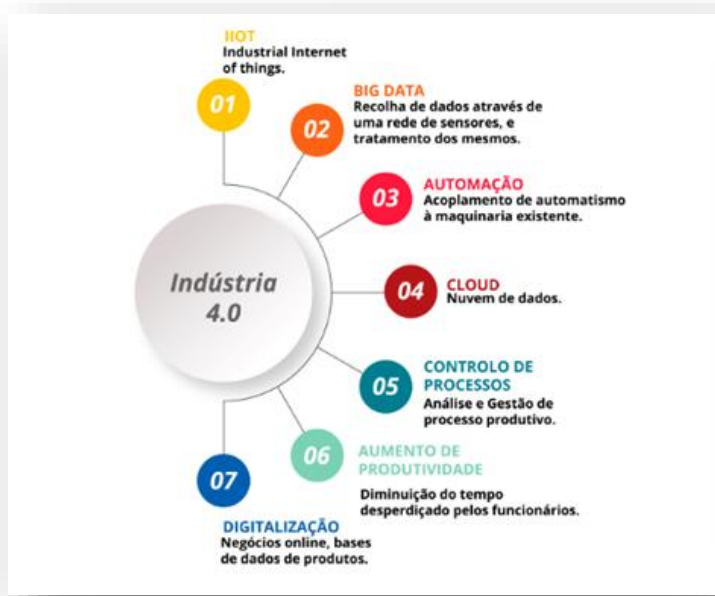 IIOT
Industrial Internet
of things.
01
BIG DATA
Recolha de dados através de
uma rede de sensores, e
tratamento dos mesmos.
02
AUTOMAÇÃO
Acoplamento de automatismo
à maquinaria existente.
03
Indústria
4.0
CLOUD
Nuvem de dados.
04
CONTROLO DE
PROCESSOS
Análise e Gestão de
processo produtivo.
05
AUMENTO DE
PRODUTIVIDADE
Diminuição do tempo
desperdiçado pelos funcionários.
06
07
DIGITALIZAÇÃO
Negócios online, bases
de dados de produtos.